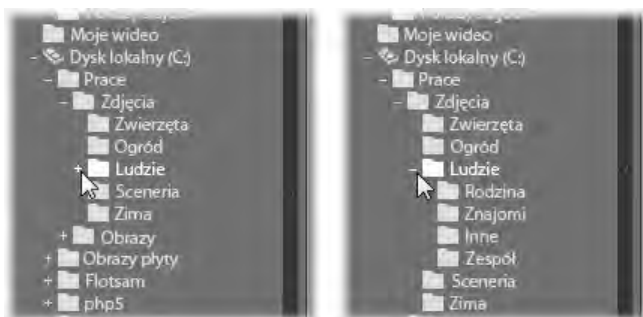 Moje wideo
Dysk lokalny (C:)
Prace
Zdjęcia
Zwierzęta
Ogród
Ludzie
Sceneria
Zima
Obrazy
Obrazy płyty
Flotsam
php5
Moje wideo
Dysk lokalny (C:)
Prace
Zdjęcia
Zwierzęta
Ogród
Ludzie
Rodzina
Znajomi
Inne
Zespół
Sceneria
Zima